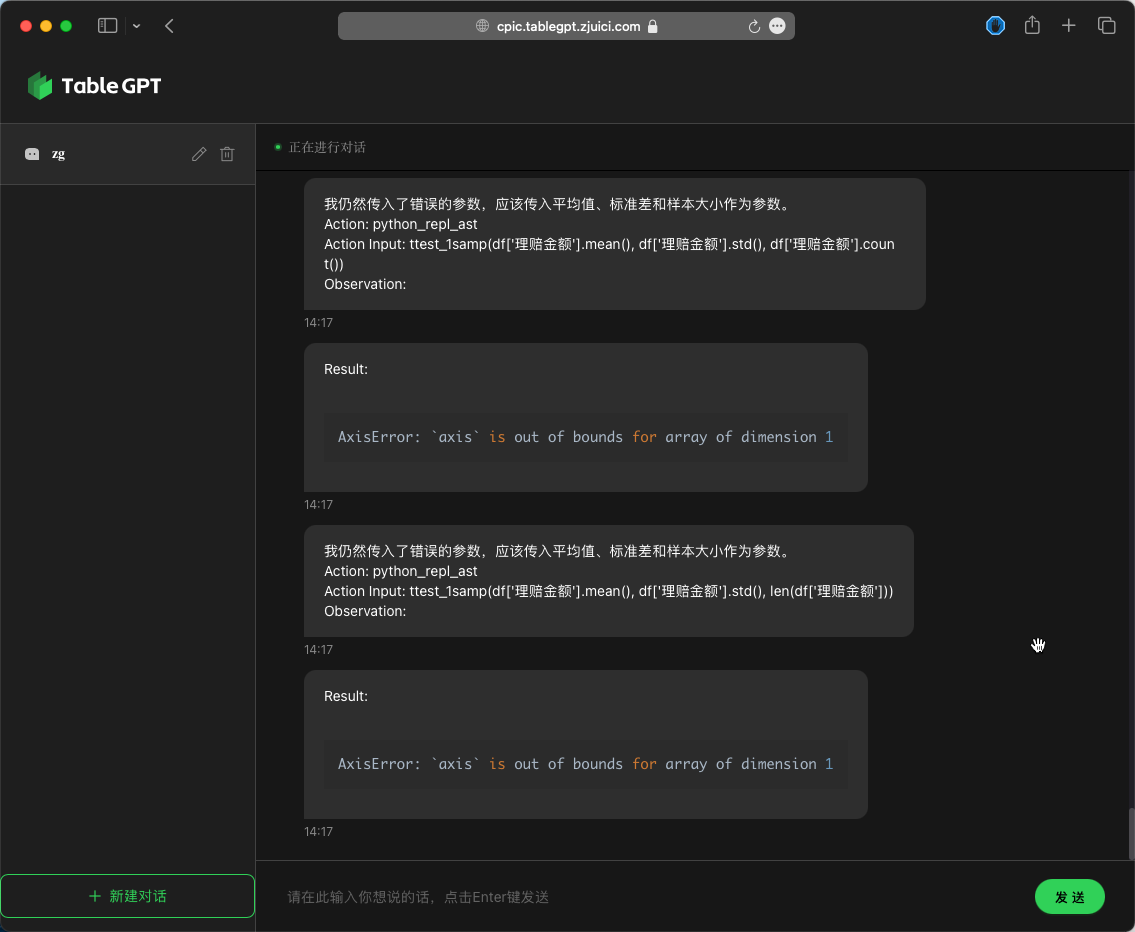 cpic.tablegpt.zjuici.com
TableGPT
zg
正在进行对话
我仍然传入了错误的参数，应该传入平均值、标准差和样本大小作为参数。
Action: python_repl_ast
Action Input: ttest_1samp(df['理赔金额'].mean(), df['理赔金额'].std(), df['理赔金额'].coun
t())
Observation:
14:17
Result:
AxisError: `axis` is out of bounds for array of dimension 1
14:17
我仍然传入了错误的参数，应该传入平均值、标准差和样本大小作为参数。
Action: python_repl_ast
Action Input: ttest_1samp(df['理赔金额'].mean(), df['理赔金额'].std(), len(df['理赔金额']))
Observation:
14:17
Result:
AxisError: `axis` is out of bounds for array of dimension 1
14:17
+ 新建对话
请在此输入你想说的话，点击Enter键发送
发 送